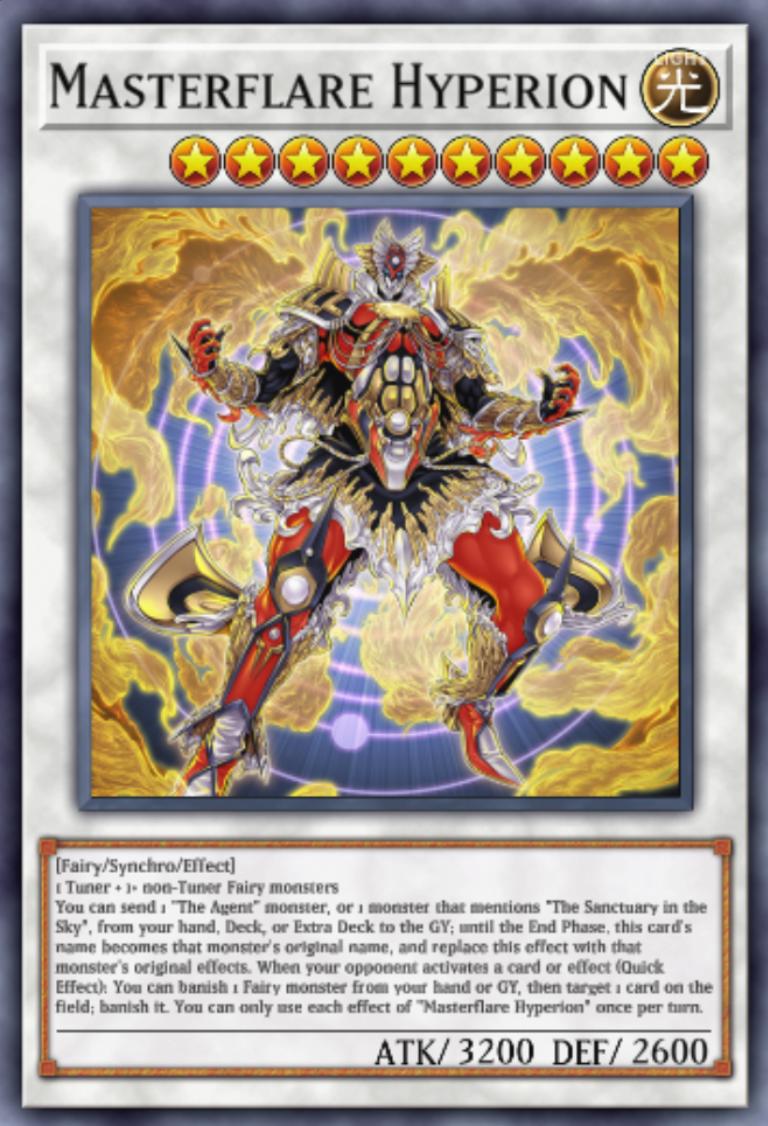 MASTERFLARE HYPERION
LIGHT
光
[Fairy/Synchro/Effect]
1 Tuner + 1+ non-Tuner Fairy monsters
You can send 1 "The Agent" monster, or 1 monster that mentions "The Sanctuary in the
Sky", from your hand, Deck, or Extra Deck to the GY; until the End Phase, this card's
name becomes that monster's original name, and replace this effect with that
monster's original effects. When your opponent activates a card or effect (Quick
Effect): You can banish 1 Fairy monster from your hand or GY, then target 1 card on the
field; banish it. You can only use each effect of "Masterflare Hyperion" once per turn.
ATK/ 3200 DEF/ 2600